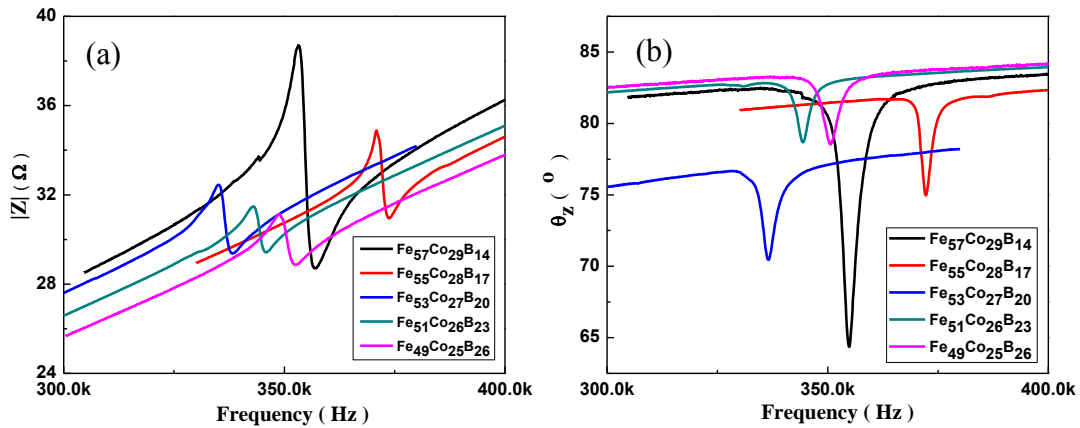 (a)
40
36
32
28
24
|Z| ( Ω )
300.0k 350.0k 400.0k
Frequency ( Hz )
Fe57Co29B14
Fe55Co28B17
Fe53Co27B20
Fe51Co26B23
Fe49Co25B26
(b)
85
80
75
70
65
θZ ( o )
300.0k 350.0k 400.0k
Frequency ( Hz )
Fe57Co29B14
Fe55Co28B17
Fe53Co27B20
Fe51Co26B23
Fe49Co25B26